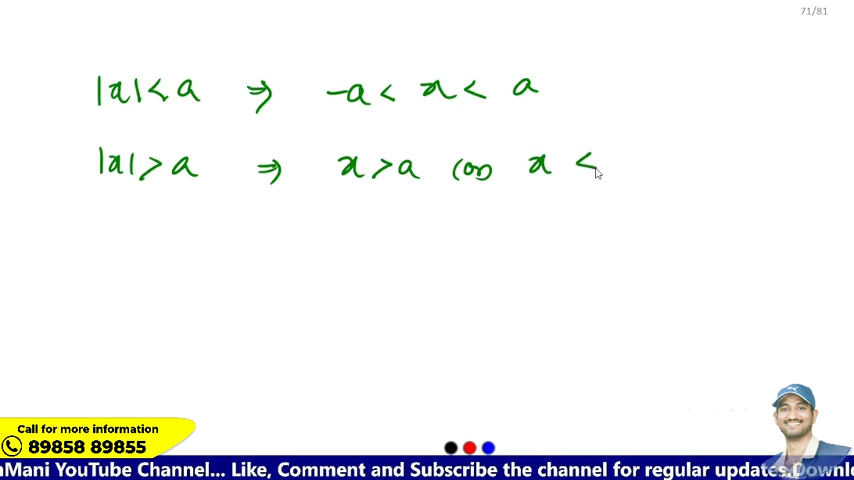 71/81
|x| < a ⇒ -a < x < a
|x| > a ⇒ x > a (or) x <
Call for more information
89858 89855
Mani YouTube Channel... Like, Comment and Subscribe the channel for regular updates.